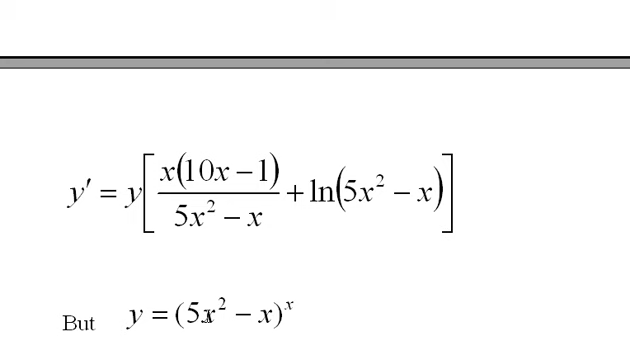 y′ = y[x(10x − 1)/(5x² − x) + ln(5x² − x)]
But y = (5x² − x)ˣ